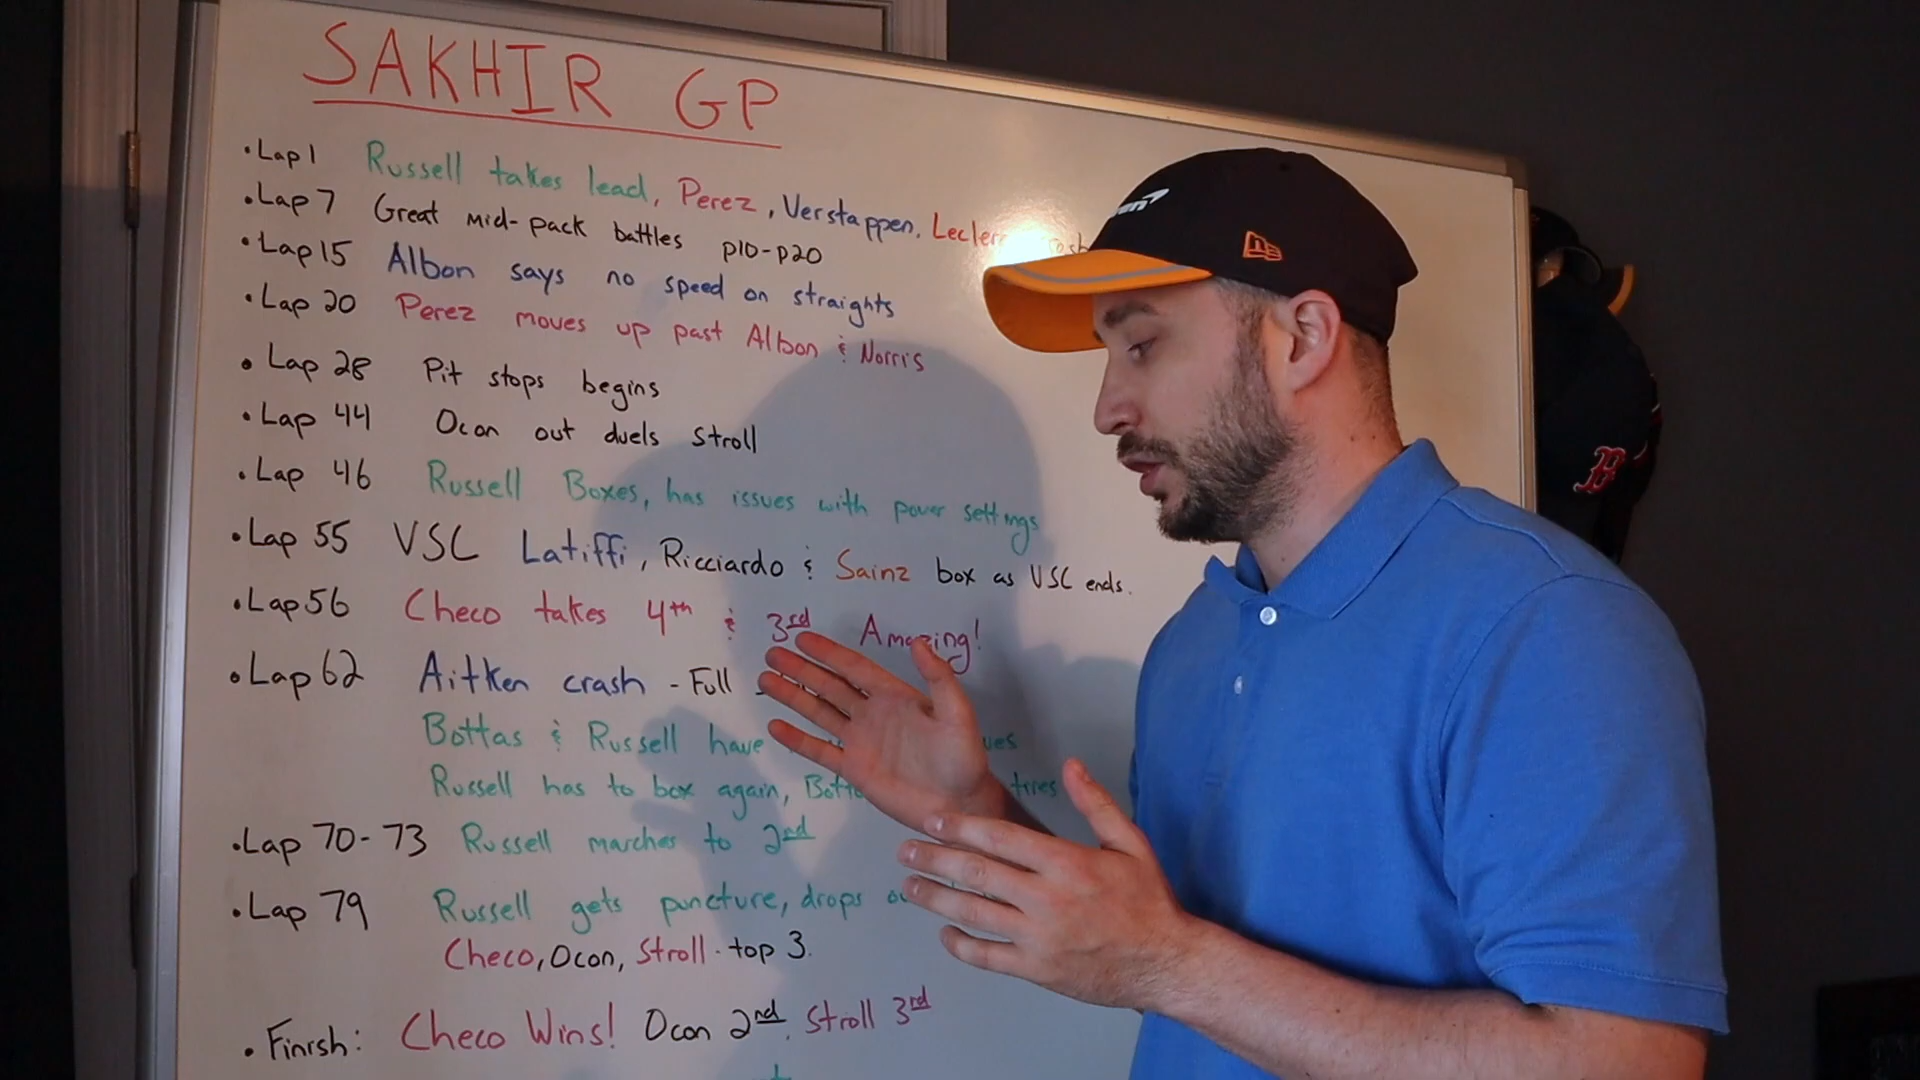 SAKHIR GP
• Lap 1 Russell takes lead, Perez, Verstappen, Lecler
• Lap 7 Great mid-pack battles p10-p20
• Lap 15 Albon says no speed on straights
• Lap 20 Perez moves up past Albon & Norris
• Lap 28 Pit stops begins
• Lap 44 Ocon out duels Stroll
• Lap 46 Russell Boxes, has issues with power settings
• Lap 55 VSC Latiffi, Ricciardo & Sainz box as VSC ends.
• Lap 56 Checo takes 4th & 3rd Amazing!
• Lap 62 Aitken crash - Full
Bottas & Russell have
Russell has to box again, tires
• Lap 70-73 Russell marches to 2nd
• Lap 79 Russell gets puncture, drops
Checo, Ocon, Stroll - top 3.
• Finish: Checo Wins! Ocon 2nd, Stroll 3rd
B